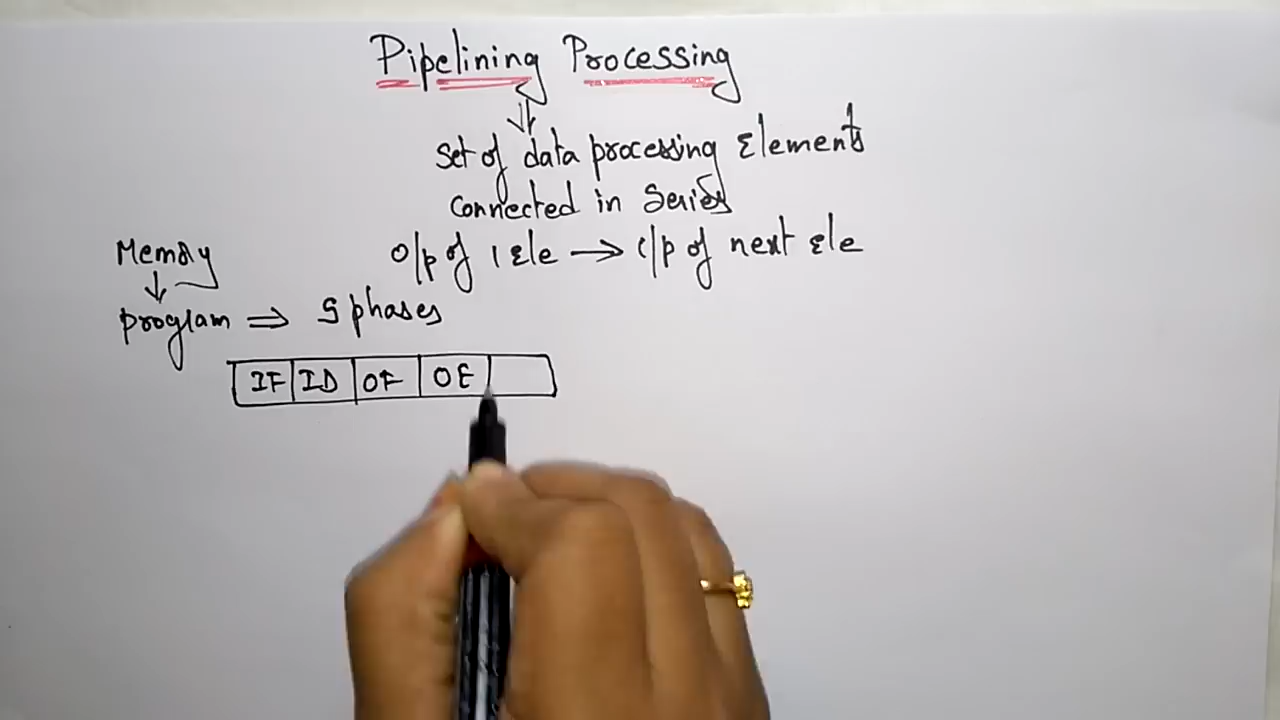 Pipelining Processing
⇓
Set of data processing Elements
connected in Series
Memory
O/p of 1 Ele → i/p of next Ele
↓
program ⇒ 5 phases
IF ID OF OE